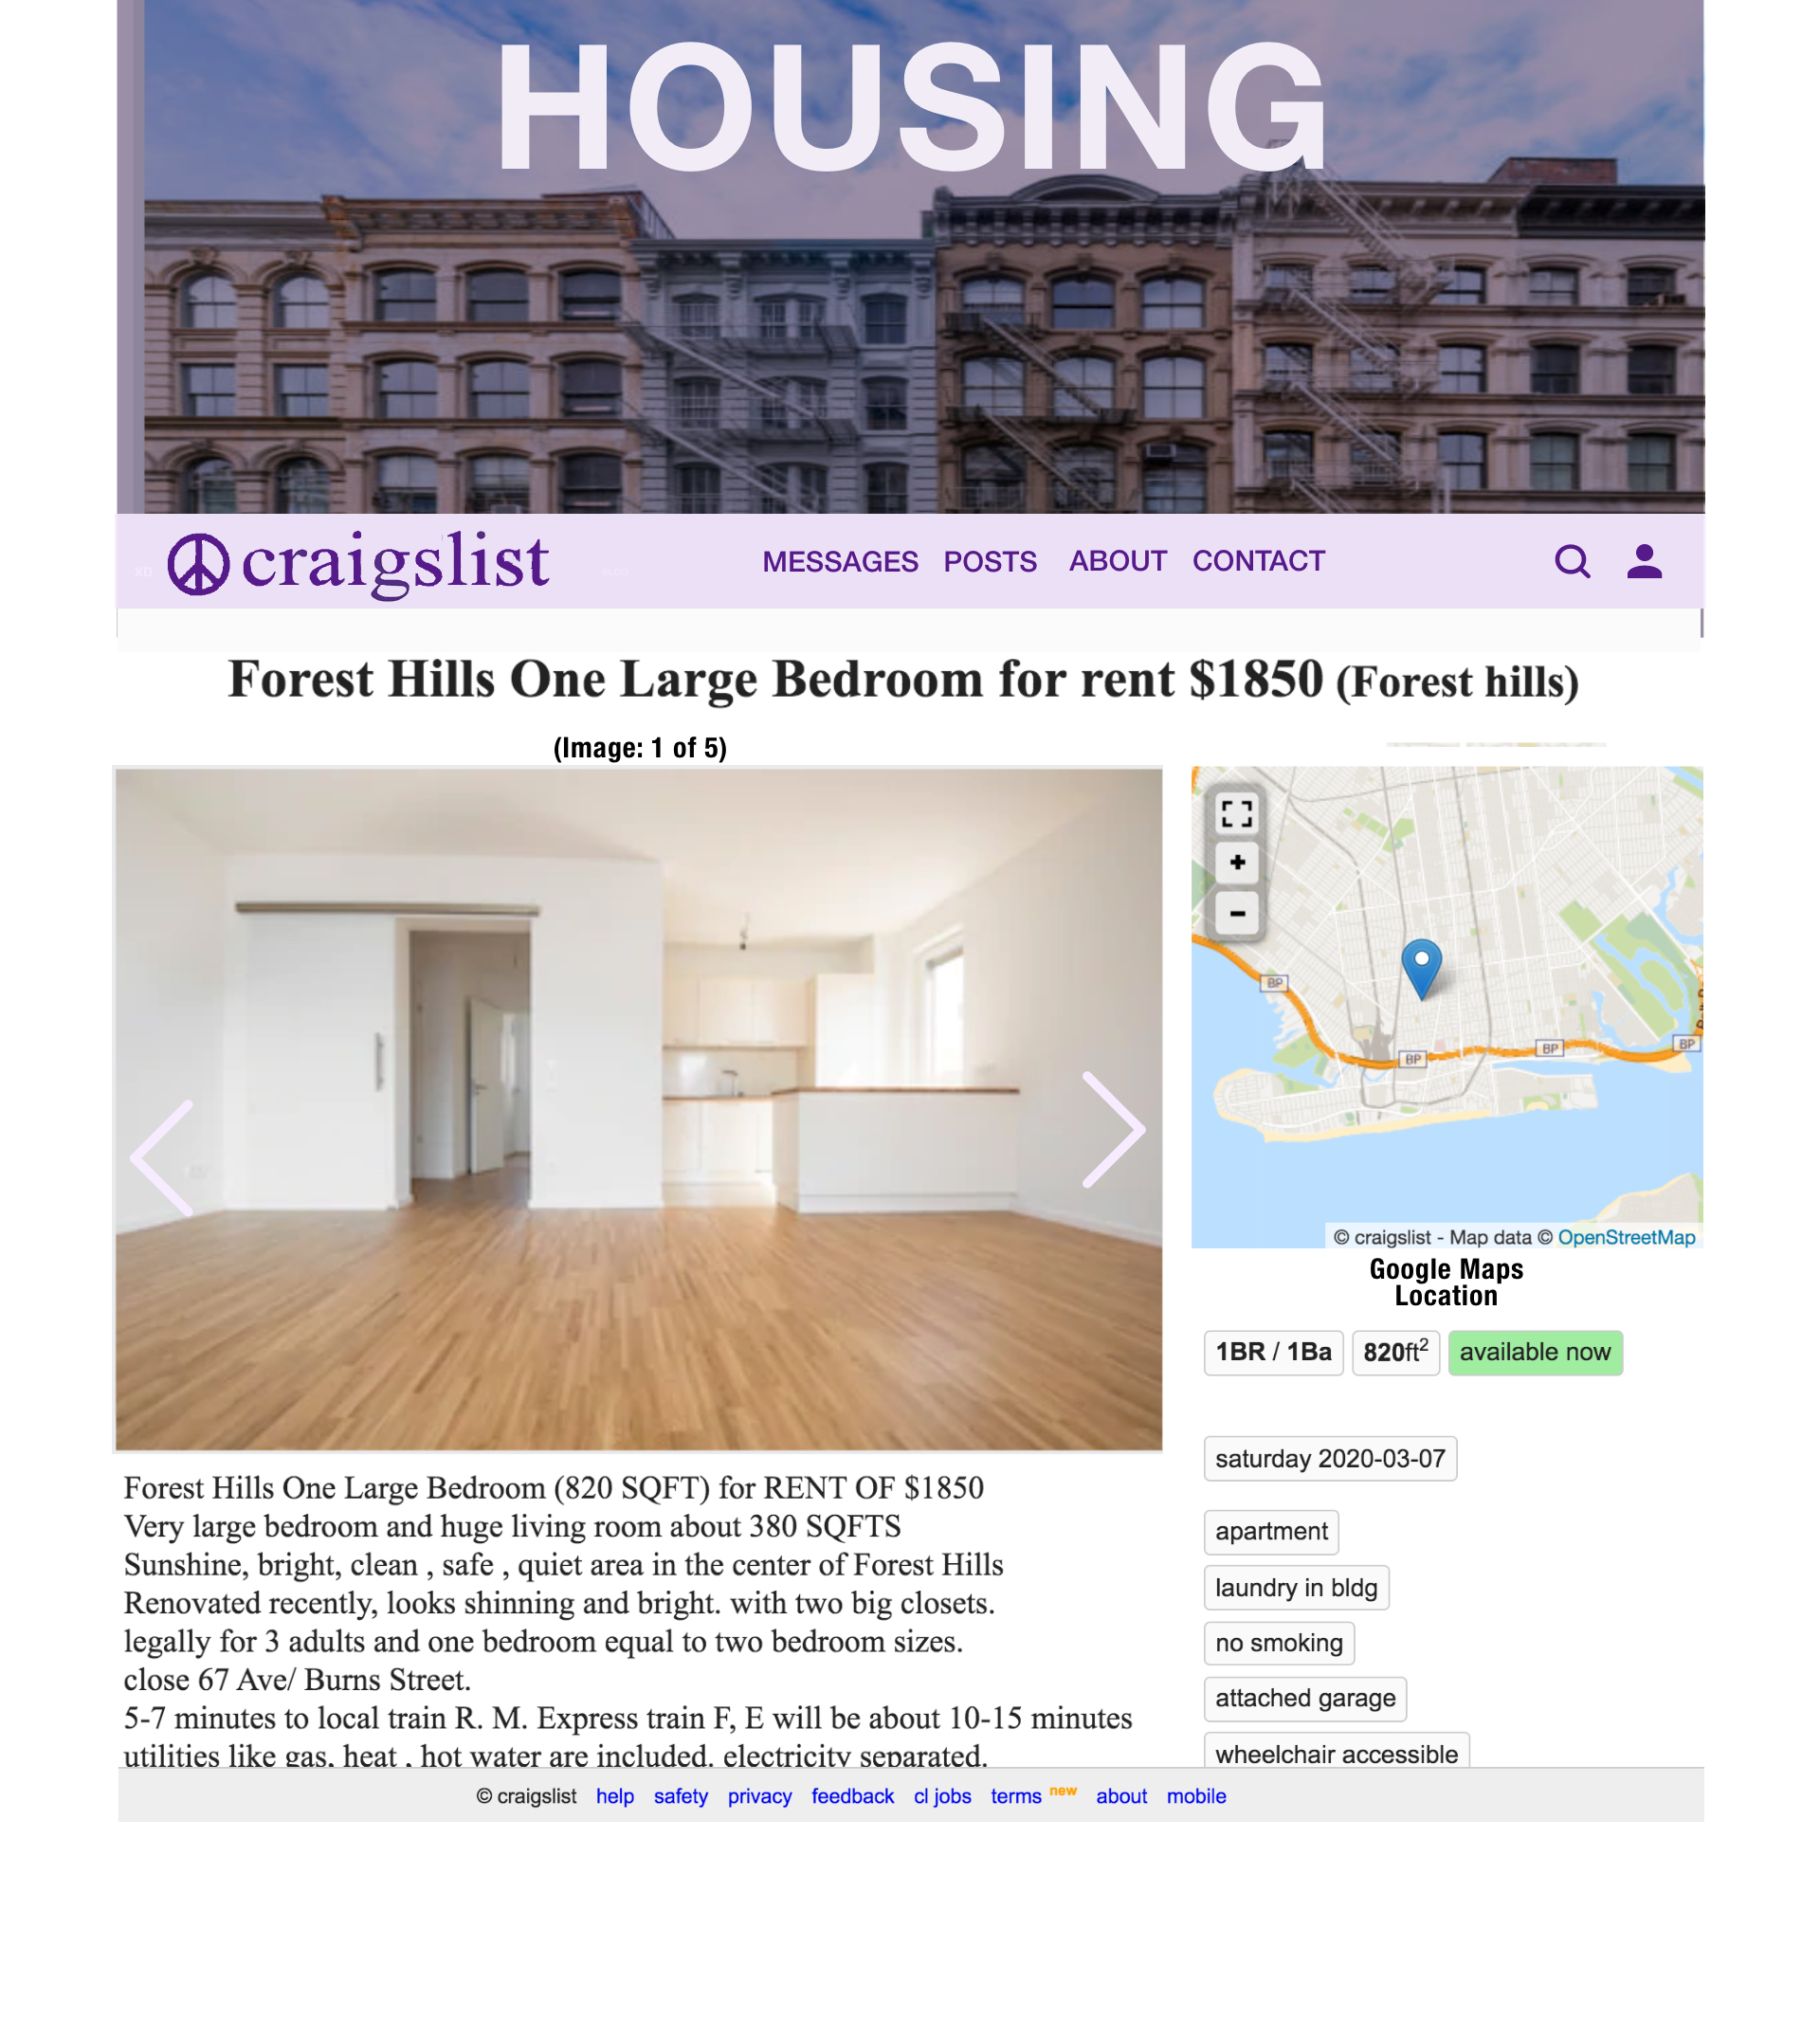 HOUSING
craigslist
MESSAGES POSTS ABOUT CONTACT
Forest Hills One Large Bedroom for rent $1850 (Forest hills)
(Image: 1 of 5)
+
-
BP
BP
BP
BP
© craigslist - Map data © OpenStreetMap
Google Maps
Location
1BR / 1Ba 820ft2 available now
saturday 2020-03-07
apartment
laundry in bldg
no smoking
attached garage
wheelchair accessible
Forest Hills One Large Bedroom (820 SQFT) for RENT OF $1850
Very large bedroom and huge living room about 380 SQFTS
Sunshine, bright, clean , safe , quiet area in the center of Forest Hills
Renovated recently, looks shinning and bright. with two big closets.
legally for 3 adults and one bedroom equal to two bedroom sizes.
close 67 Ave/ Burns Street.
5-7 minutes to local train R. M. Express train F, E will be about 10-15 minutes
utilities like gas, heat , hot water are included. electricity separated.
© craigslist help safety privacy feedback cl jobs terms new about mobile